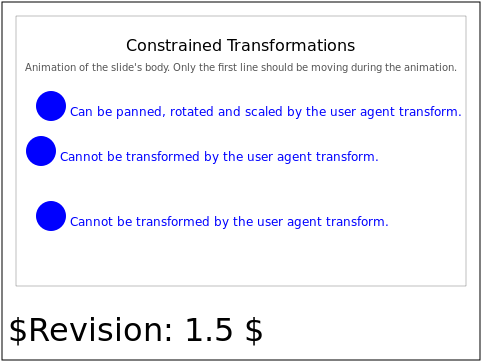 Constrained Transformations
Animation of the slide's body. Only the first line should be moving during the animation.
Can be panned, rotated and scaled by the user agent transform.
Cannot be transformed by the user agent transform.
Cannot be transformed by the user agent transform.
$Revision: 1.5 $